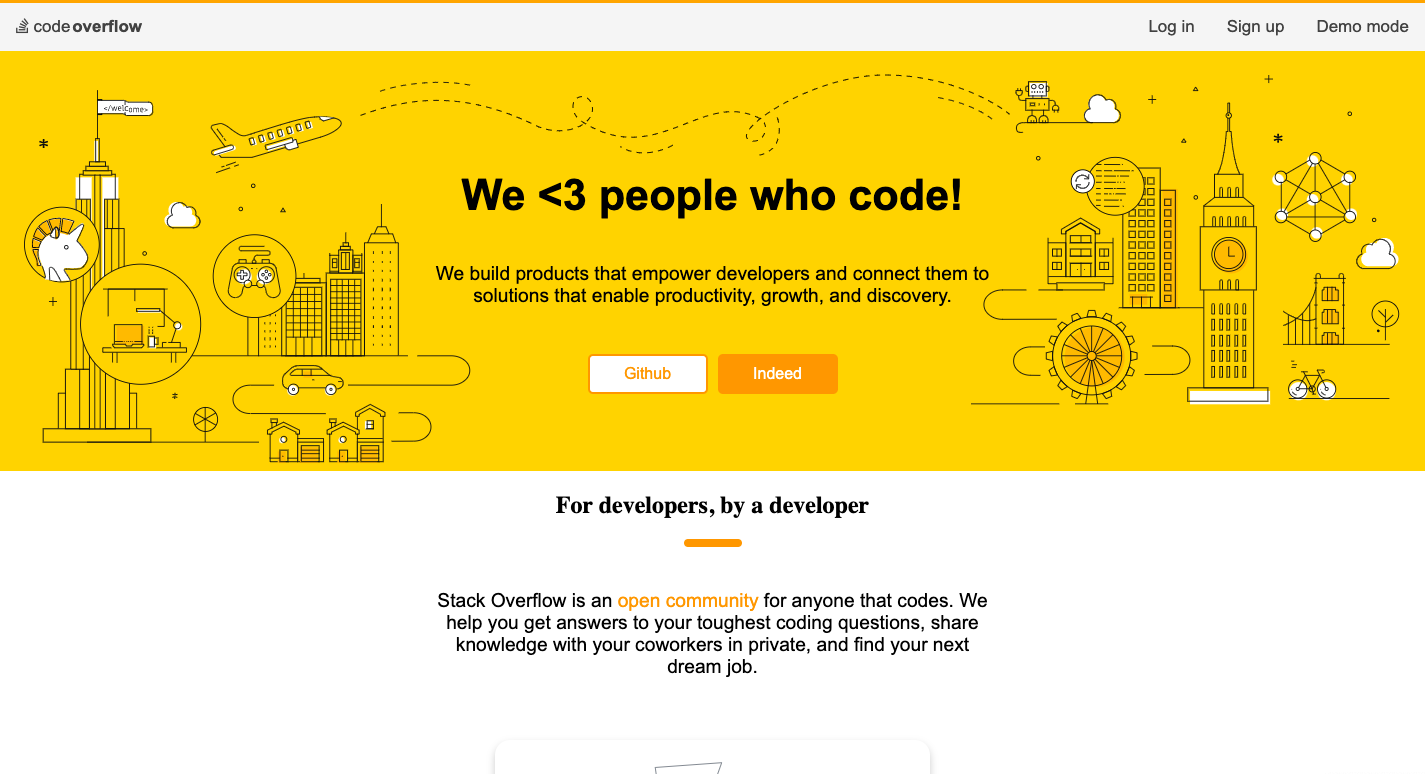 codeoverflow
Log in
Sign up
Demo mode
</welcome>
We <3 people who code!
We build products that empower developers and connect them to
solutions that enable productivity, growth, and discovery.
Github
Indeed
For developers, by a developer
Stack Overflow is an open community for anyone that codes. We
help you get answers to your toughest coding questions, share
knowledge with your coworkers in private, and find your next
dream job.